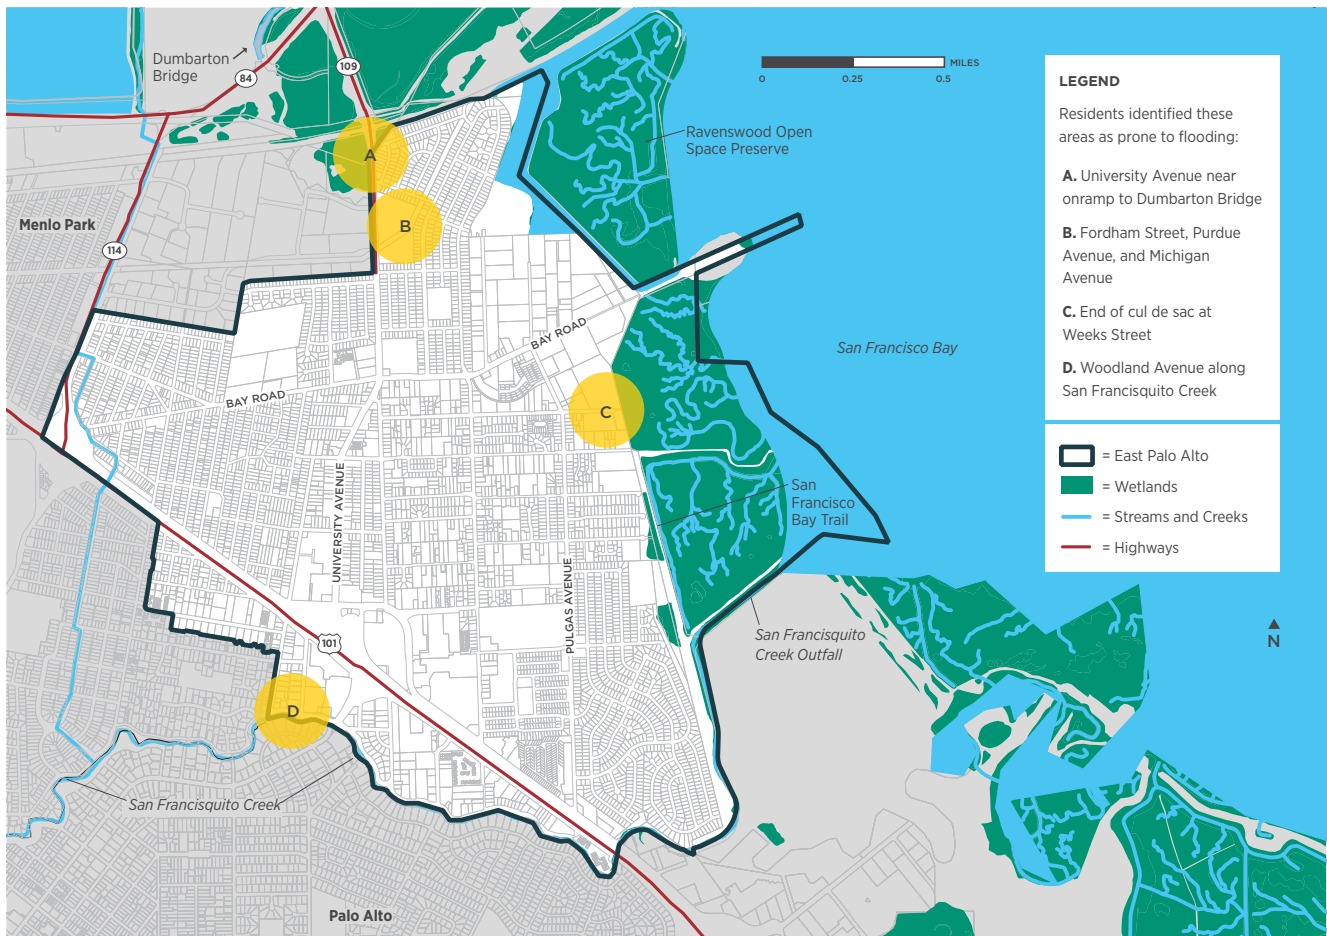 Dumbarton
Bridge
84
109
MILES
0
0.25
0.5
Ravenswood Open
Space Preserve
A
B
Menlo Park
114
BAY ROAD
San Francisco Bay
BAY ROAD
C
UNIVERSITY AVENUE
San
Francisco
Bay Trail
PULGAS AVENUE
101
San Francisquito
Creek Outfall
D
San Francisquito Creek
Palo Alto
LEGEND
Residents identified these
areas as prone to flooding:
A. University Avenue near
onramp to Dumbarton Bridge
B. Fordham Street, Purdue
Avenue, and Michigan
Avenue
C. End of cul de sac at
Weeks Street
D. Woodland Avenue along
San Francisquito Creek
= East Palo Alto
= Wetlands
= Streams and Creeks
= Highways
N